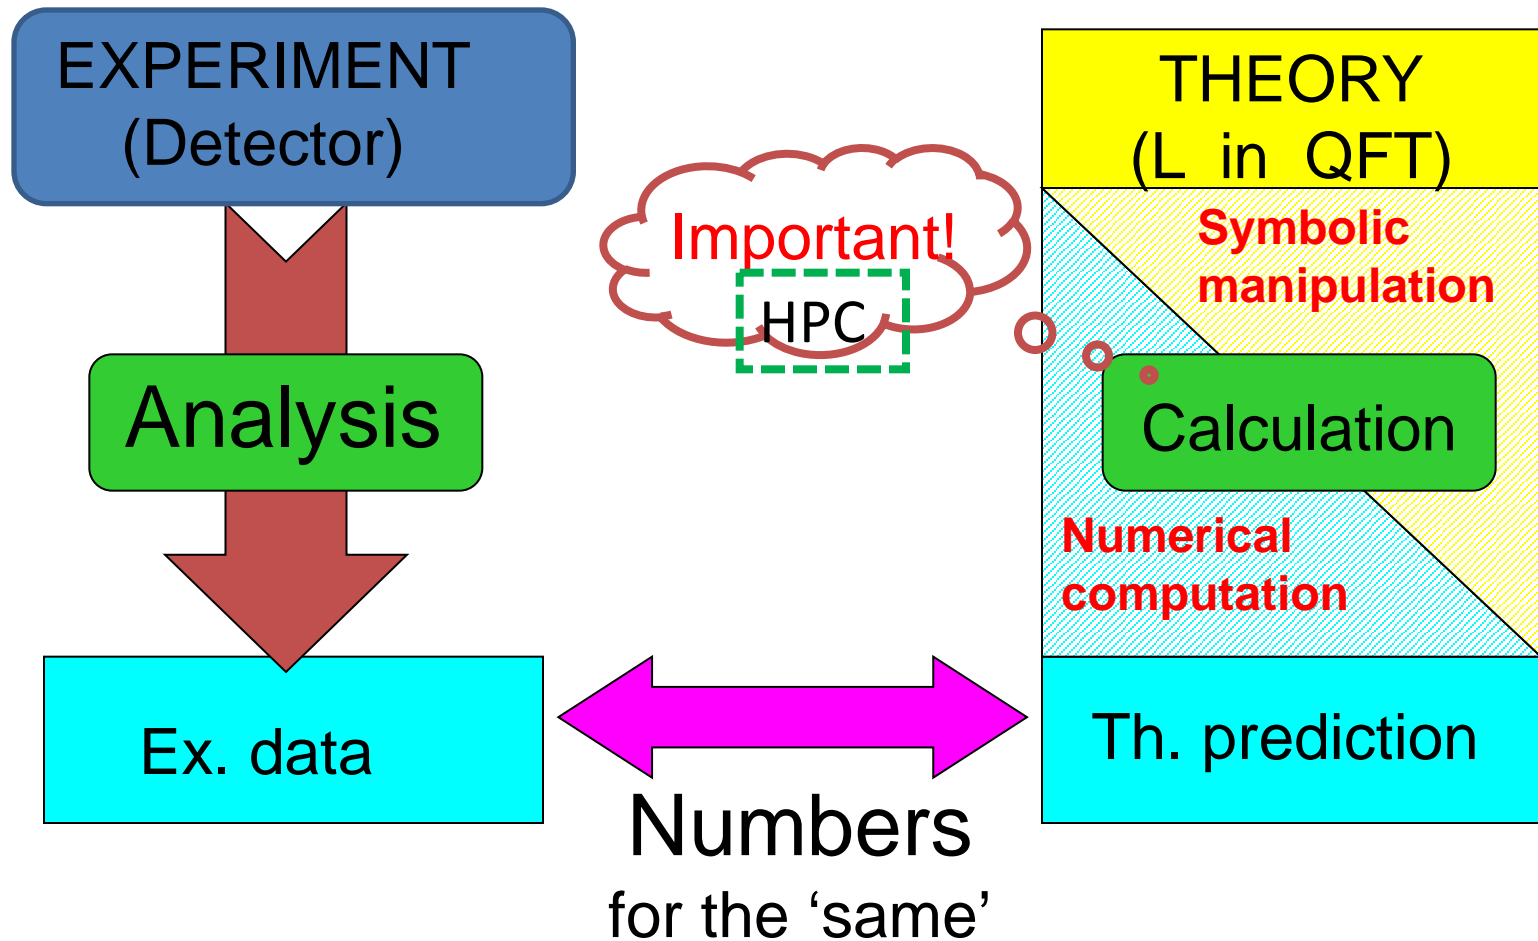 EXPERIMENT
(Detector)
THEORY
(L in QFT)
Important!
HPC
Symbolic
manipulation
Analysis
Calculation
Numerical
computation
Ex. data
Th. prediction
Numbers
for the ‘same’